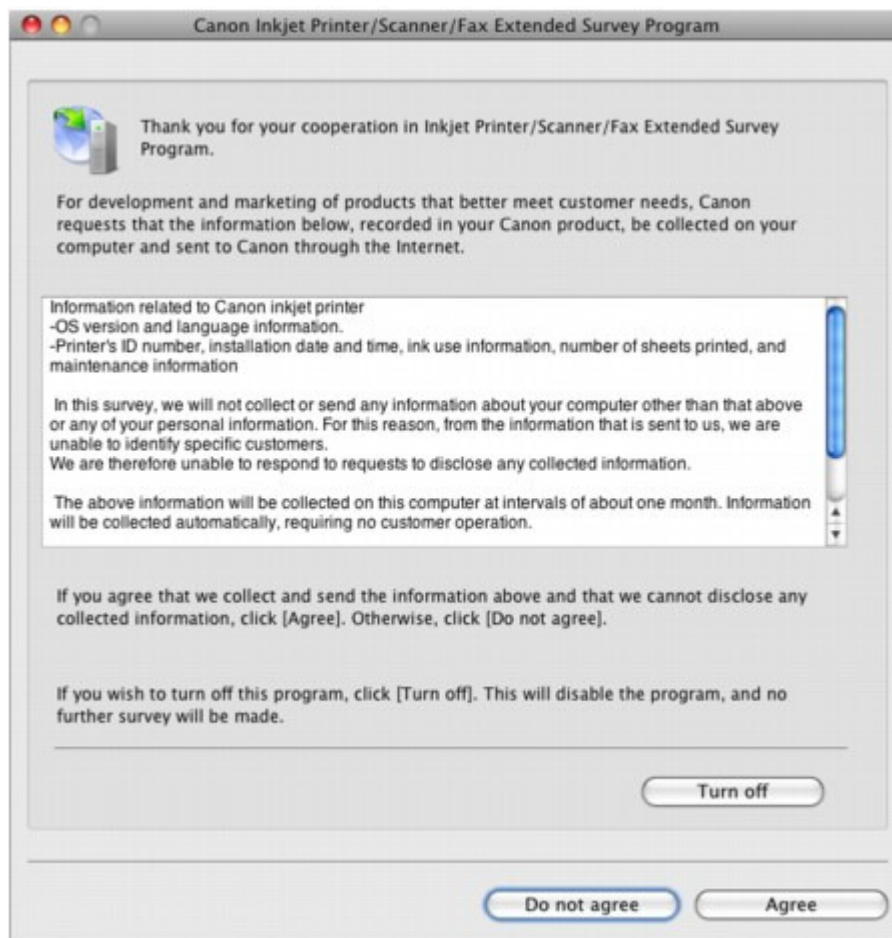 Canon Inkjet Printer/Scanner/Fax Extended Survey Program
Thank you for your cooperation in Inkjet Printer/Scanner/Fax Extended Survey
Program.
For development and marketing of products that better meet customer needs, Canon
requests that the information below, recorded in your Canon product, be collected on your
computer and sent to Canon through the Internet.
Information related to Canon inkjet printer
-OS version and language information.
-Printer's ID number, installation date and time, ink use information, number of sheets printed, and
maintenance information
In this survey, we will not collect or send any information about your computer other than that above
or any of your personal information. For this reason, from the information that is sent to us, we are
unable to identify specific customers.
We are therefore unable to respond to requests to disclose any collected information.
The above information will be collected on this computer at intervals of about one month. Information
will be collected automatically, requiring no customer operation.
If you agree that we collect and send the information above and that we cannot disclose any
collected information, click [Agree]. Otherwise, click [Do not agree].
If you wish to turn off this program, click [Turn off]. This will disable the program, and no
further survey will be made.
Turn off
Do not agree
Agree